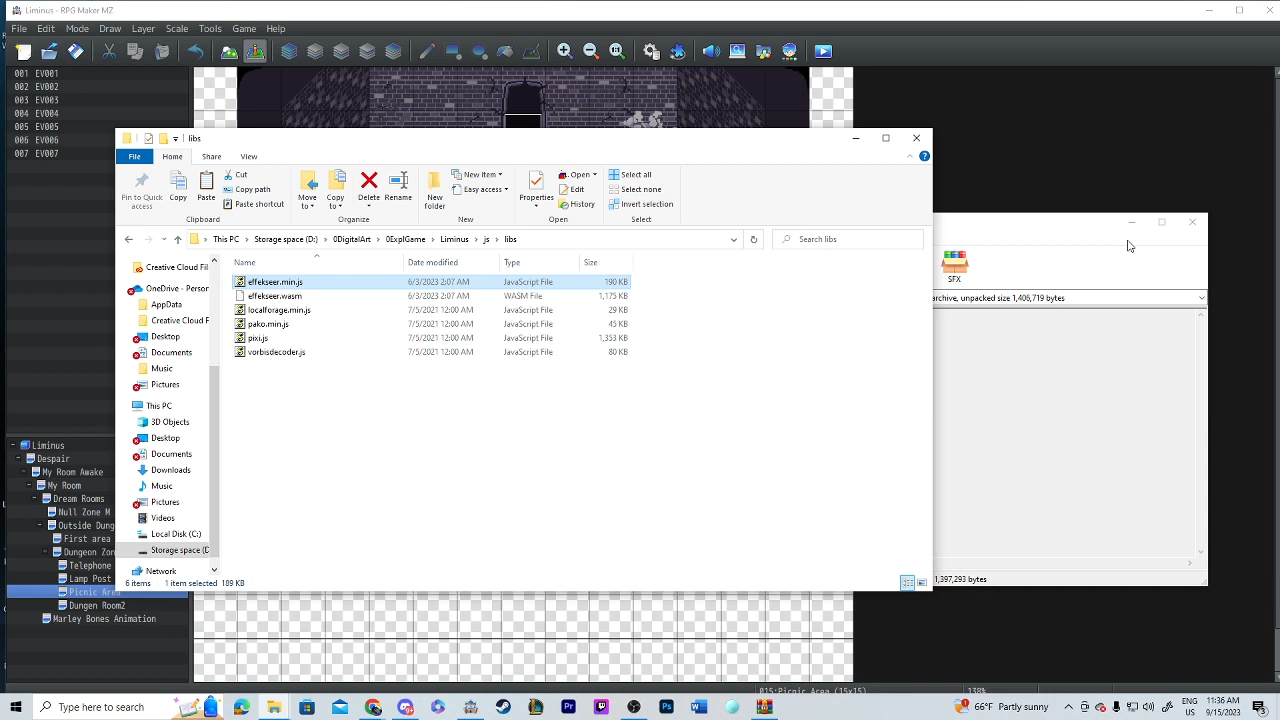 Liminus - RPG Maker MZ
File Edit Mode Draw Layer Scale Tools Game Help
001 EV001
002 EV002
003 EV003
004 EV004
005 EV005
006 EV006
007 EV007
libs
File Home Share View
Pin to Quick access
Copy
Paste
Cut
Copy path
Paste shortcut
Clipboard
Move to
Copy to
Delete
Rename
Organize
New folder
New item
Easy access
New
Properties
Open
Edit
History
Open
Select all
Select none
Invert selection
Select
This PC > Storage space (D:) > 0DigitalArt > 0ExplGame > Liminus > js > libs
Search libs
Name Date modified Type Size
effekseer.min.js 6/3/2023 2:07 AM JavaScript File 190 KB
effekseer.wasm 6/3/2023 2:07 AM WASM File 1,175 KB
localforage.min.js 7/5/2021 12:00 AM JavaScript File 29 KB
pako.min.js 7/5/2021 12:00 AM JavaScript File 45 KB
pixi.js 7/5/2021 12:00 AM JavaScript File 1,353 KB
vorbisdecoder.js 7/5/2021 12:00 AM JavaScript File 80 KB
Creative Cloud Fil
OneDrive - Person
AppData
Creative Cloud F
Desktop
Documents
Music
Pictures
This PC
3D Objects
Desktop
Documents
Downloads
Music
Pictures
Videos
Local Disk (C:)
Storage space (D
Network
6 items 1 item selected 189 KB
SFX
archive, unpacked size 1,406,719 bytes
1,397,293 bytes
Liminus
Despair
My Room Awake
My Room
Dream Rooms
Null Zone M
Outside Dung
First area
Dungeon Zon
Telephone
Lamp Post
Picnic Area
Dungen Room2
Marley Bones Animation
015:Picnic Area (15x15) 138%
Type here to search
66°F Partly sunny
ENG
US
11:36 AM
9/15/2023